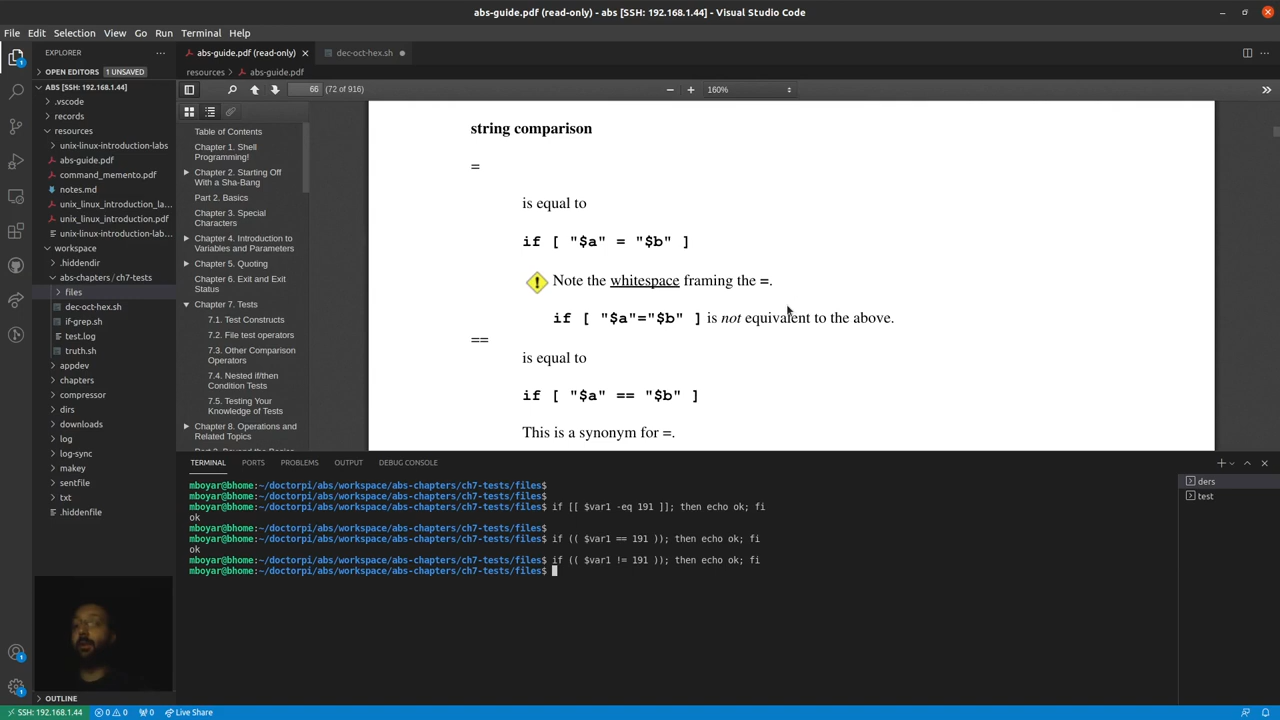 abs-guide.pdf (read-only) - abs [SSH: 192.168.1.44] - Visual Studio Code
File Edit Selection View Go Run Terminal Help
EXPLORER
OPEN EDITORS 1 UNSAVED
ABS [SSH: 192.168.1.44]
.vscode
records
resources
unix-linux-introduction-labs
abs-guide.pdf
command_memento.pdf
notes.md
unix_linux_introduction_la...
unix_linux_introduction.pdf
unix-linux-introduction-lab...
workspace
.hiddendir
abs-chapters / ch7-tests
files
dec-oct-hex.sh
if-grep.sh
test.log
truth.sh
appdev
chapters
compressor
dirs
downloads
log
log-sync
makey
sentfile
txt
.hiddenfile
OUTLINE
abs-guide.pdf (read-only) dec-oct-hex.sh
resources > abs-guide.pdf
66 (72 of 916) 160%
Table of Contents
Chapter 1. Shell
Programming!
Chapter 2. Starting Off
With a Sha-Bang
Part 2. Basics
Chapter 3. Special
Characters
Chapter 4. Introduction to
Variables and Parameters
Chapter 5. Quoting
Chapter 6. Exit and Exit
Status
Chapter 7. Tests
7.1. Test Constructs
7.2. File test operators
7.3. Other Comparison
Operators
7.4. Nested if/then
Condition Tests
7.5. Testing Your
Knowledge of Tests
Chapter 8. Operations and
Related Topics
string comparison
=
is equal to
if [ "$a" = "$b" ]
Note the whitespace framing the =.
if [ "$a"="$b" ] is not equivalent to the above.
==
is equal to
if [ "$a" == "$b" ]
This is a synonym for =.
TERMINAL PORTS PROBLEMS OUTPUT DEBUG CONSOLE
mboyar@bhome:~/doctorpi/abs/workspace/abs-chapters/ch7-tests/files$
mboyar@bhome:~/doctorpi/abs/workspace/abs-chapters/ch7-tests/files$
mboyar@bhome:~/doctorpi/abs/workspace/abs-chapters/ch7-tests/files$ if [[ $var1 -eq 191 ]]; then echo ok; fi
ok
mboyar@bhome:~/doctorpi/abs/workspace/abs-chapters/ch7-tests/files$
mboyar@bhome:~/doctorpi/abs/workspace/abs-chapters/ch7-tests/files$ if (( $var1 == 191 )); then echo ok; fi
ok
mboyar@bhome:~/doctorpi/abs/workspace/abs-chapters/ch7-tests/files$ if (( $var1 != 191 )); then echo ok; fi
mboyar@bhome:~/doctorpi/abs/workspace/abs-chapters/ch7-tests/files$
ders
test
SSH: 192.168.1.44 0 0 0 Live Share